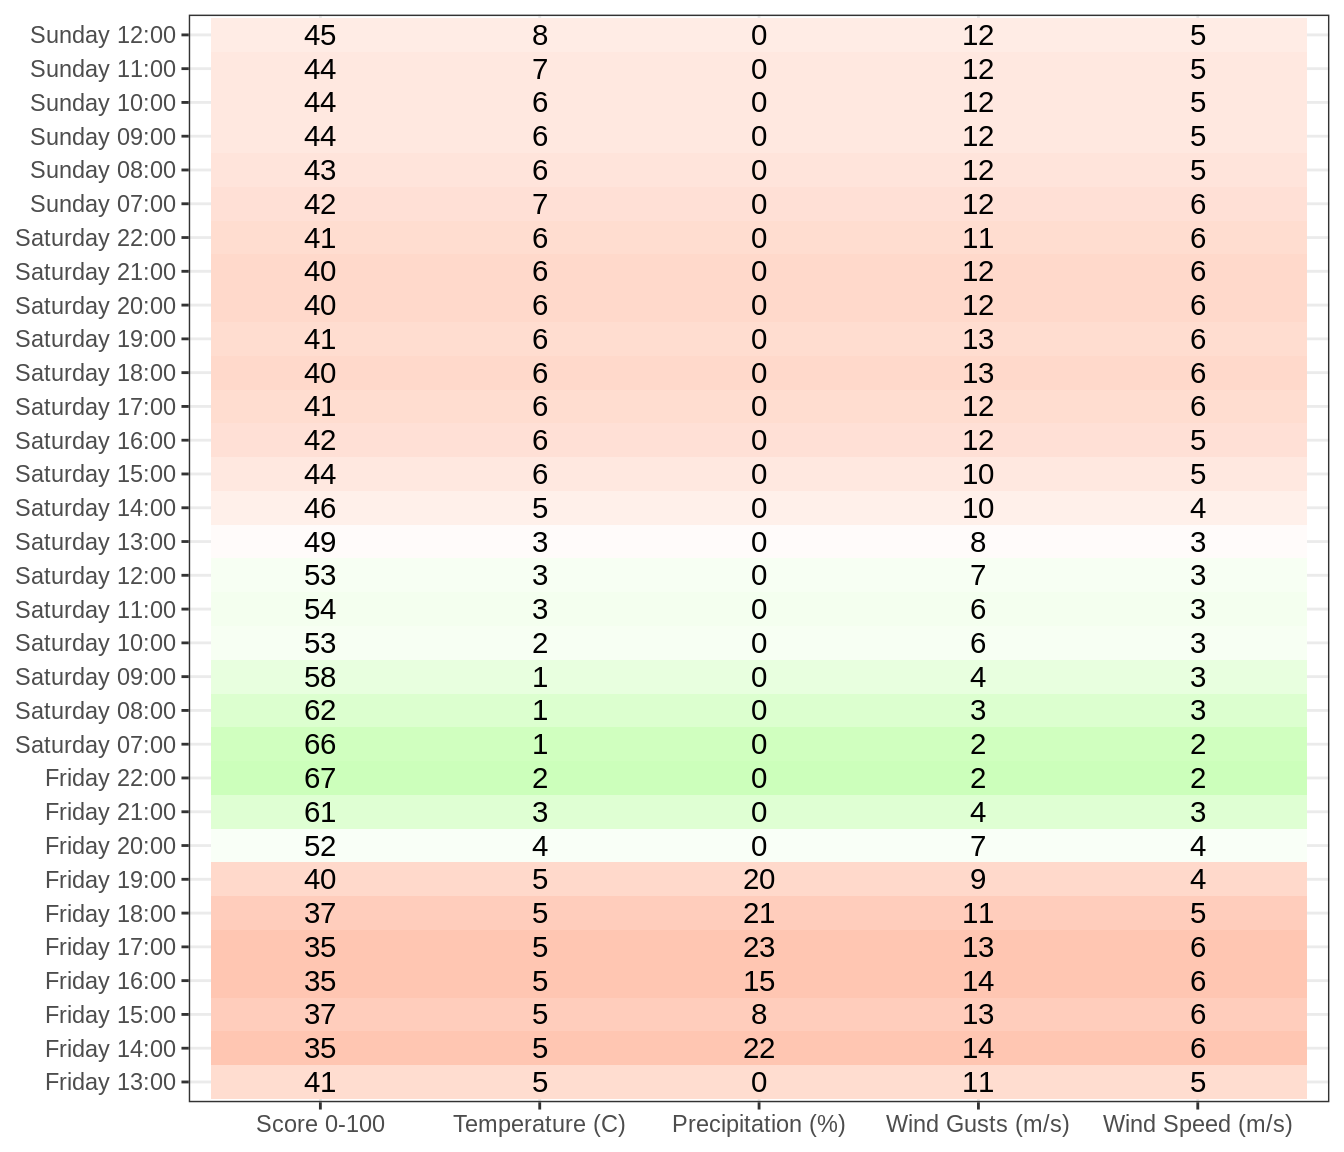 Sunday 12:00 45 8 0 12 5
Sunday 11:00 44 7 0 12 5
Sunday 10:00 44 6 0 12 5
Sunday 09:00 44 6 0 12 5
Sunday 08:00 43 6 0 12 5
Sunday 07:00 42 7 0 12 6
Saturday 22:00 41 6 0 11 6
Saturday 21:00 40 6 0 12 6
Saturday 20:00 40 6 0 12 6
Saturday 19:00 41 6 0 13 6
Saturday 18:00 40 6 0 13 6
Saturday 17:00 41 6 0 12 6
Saturday 16:00 42 6 0 12 5
Saturday 15:00 44 6 0 10 5
Saturday 14:00 46 5 0 10 4
Saturday 13:00 49 3 0 8 3
Saturday 12:00 53 3 0 7 3
Saturday 11:00 54 3 0 6 3
Saturday 10:00 53 2 0 6 3
Saturday 09:00 58 1 0 4 3
Saturday 08:00 62 1 0 3 3
Saturday 07:00 66 1 0 2 2
Friday 22:00 67 2 0 2 2
Friday 21:00 61 3 0 4 3
Friday 20:00 52 4 0 7 4
Friday 19:00 40 5 20 9 4
Friday 18:00 37 5 21 11 5
Friday 17:00 35 5 23 13 6
Friday 16:00 35 5 15 14 6
Friday 15:00 37 5 8 13 6
Friday 14:00 35 5 22 14 6
Friday 13:00 41 5 0 11 5
Score 0-100 Temperature (C) Precipitation (%) Wind Gusts (m/s) Wind Speed (m/s)